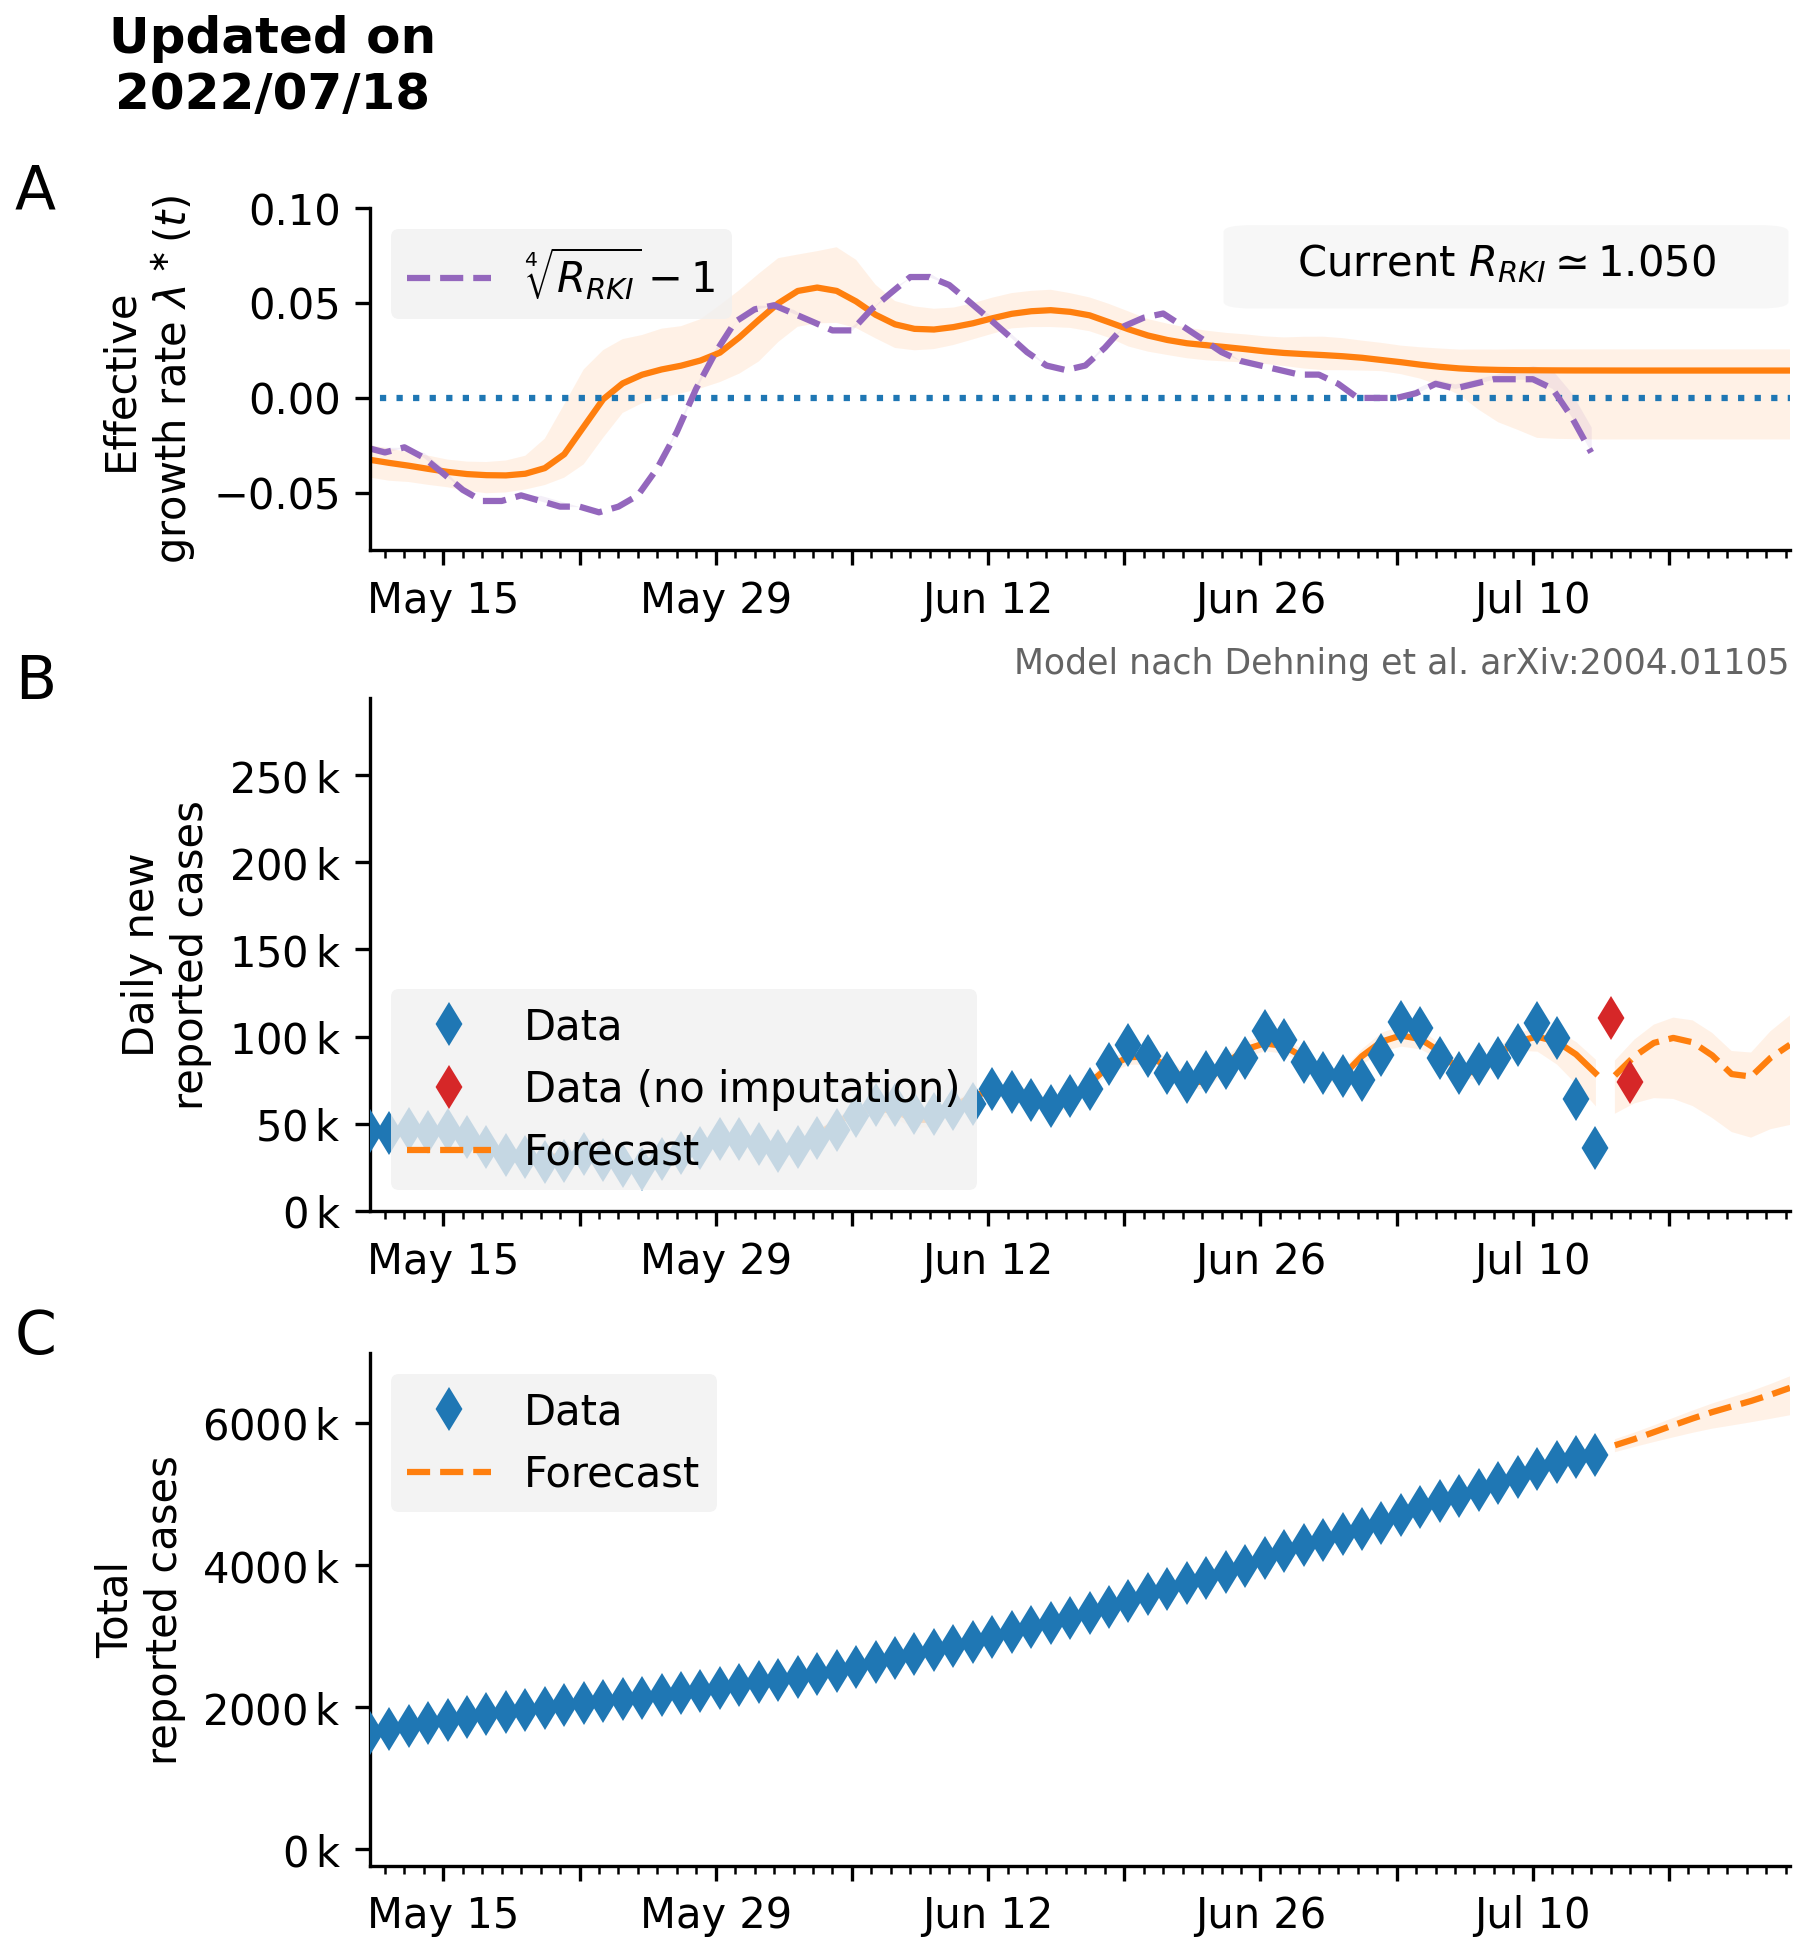 Updated on
2022/07/18
A
Effective
growth rate λ * (t)
0.10
0.05
0.00
−0.05
∜R_RKI − 1
Current R_RKI ≃ 1.050
May 15 May 29 Jun 12 Jun 26 Jul 10
Model nach Dehning et al. arXiv:2004.01105
B
Daily new
reported cases
250 k
200 k
150 k
100 k
50 k
0 k
Data
Data (no imputation)
Forecast
May 15 May 29 Jun 12 Jun 26 Jul 10
C
Total
reported cases
6000 k
4000 k
2000 k
0 k
Data
Forecast
May 15 May 29 Jun 12 Jun 26 Jul 10